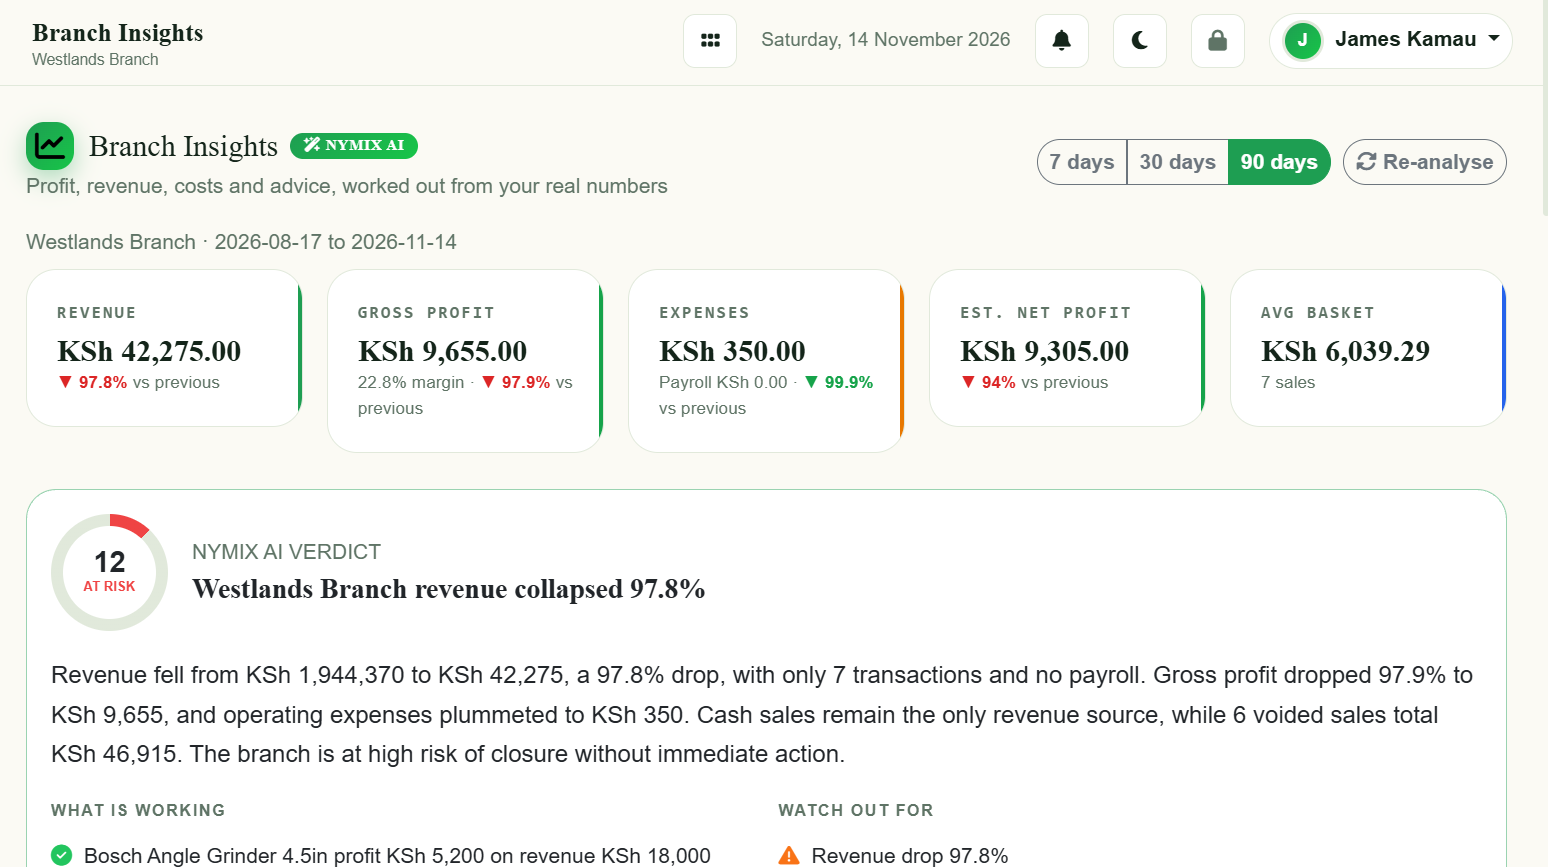 Branch Insights
Westlands Branch
Saturday, 14 November 2026
J
James Kamau
Branch Insights
NYMIX AI
Profit, revenue, costs and advice, worked out from your real numbers
7 days
30 days
90 days
Re-analyse
Westlands Branch · 2026-08-17 to 2026-11-14
REVENUE
KSh 42,275.00
▼ 97.8% vs previous
GROSS PROFIT
KSh 9,655.00
22.8% margin · ▼ 97.9% vs
previous
EXPENSES
KSh 350.00
Payroll KSh 0.00 · ▼ 99.9%
vs previous
EST. NET PROFIT
KSh 9,305.00
▼ 94% vs previous
AVG BASKET
KSh 6,039.29
7 sales
12
AT RISK
NYMIX AI VERDICT
Westlands Branch revenue collapsed 97.8%
Revenue fell from KSh 1,944,370 to KSh 42,275, a 97.8% drop, with only 7 transactions and no payroll. Gross profit dropped 97.9% to
KSh 9,655, and operating expenses plummeted to KSh 350. Cash sales remain the only revenue source, while 6 voided sales total
KSh 46,915. The branch is at high risk of closure without immediate action.
WHAT IS WORKING
Bosch Angle Grinder 4.5in profit KSh 5,200 on revenue KSh 18,000
WATCH OUT FOR
Revenue drop 97.8%